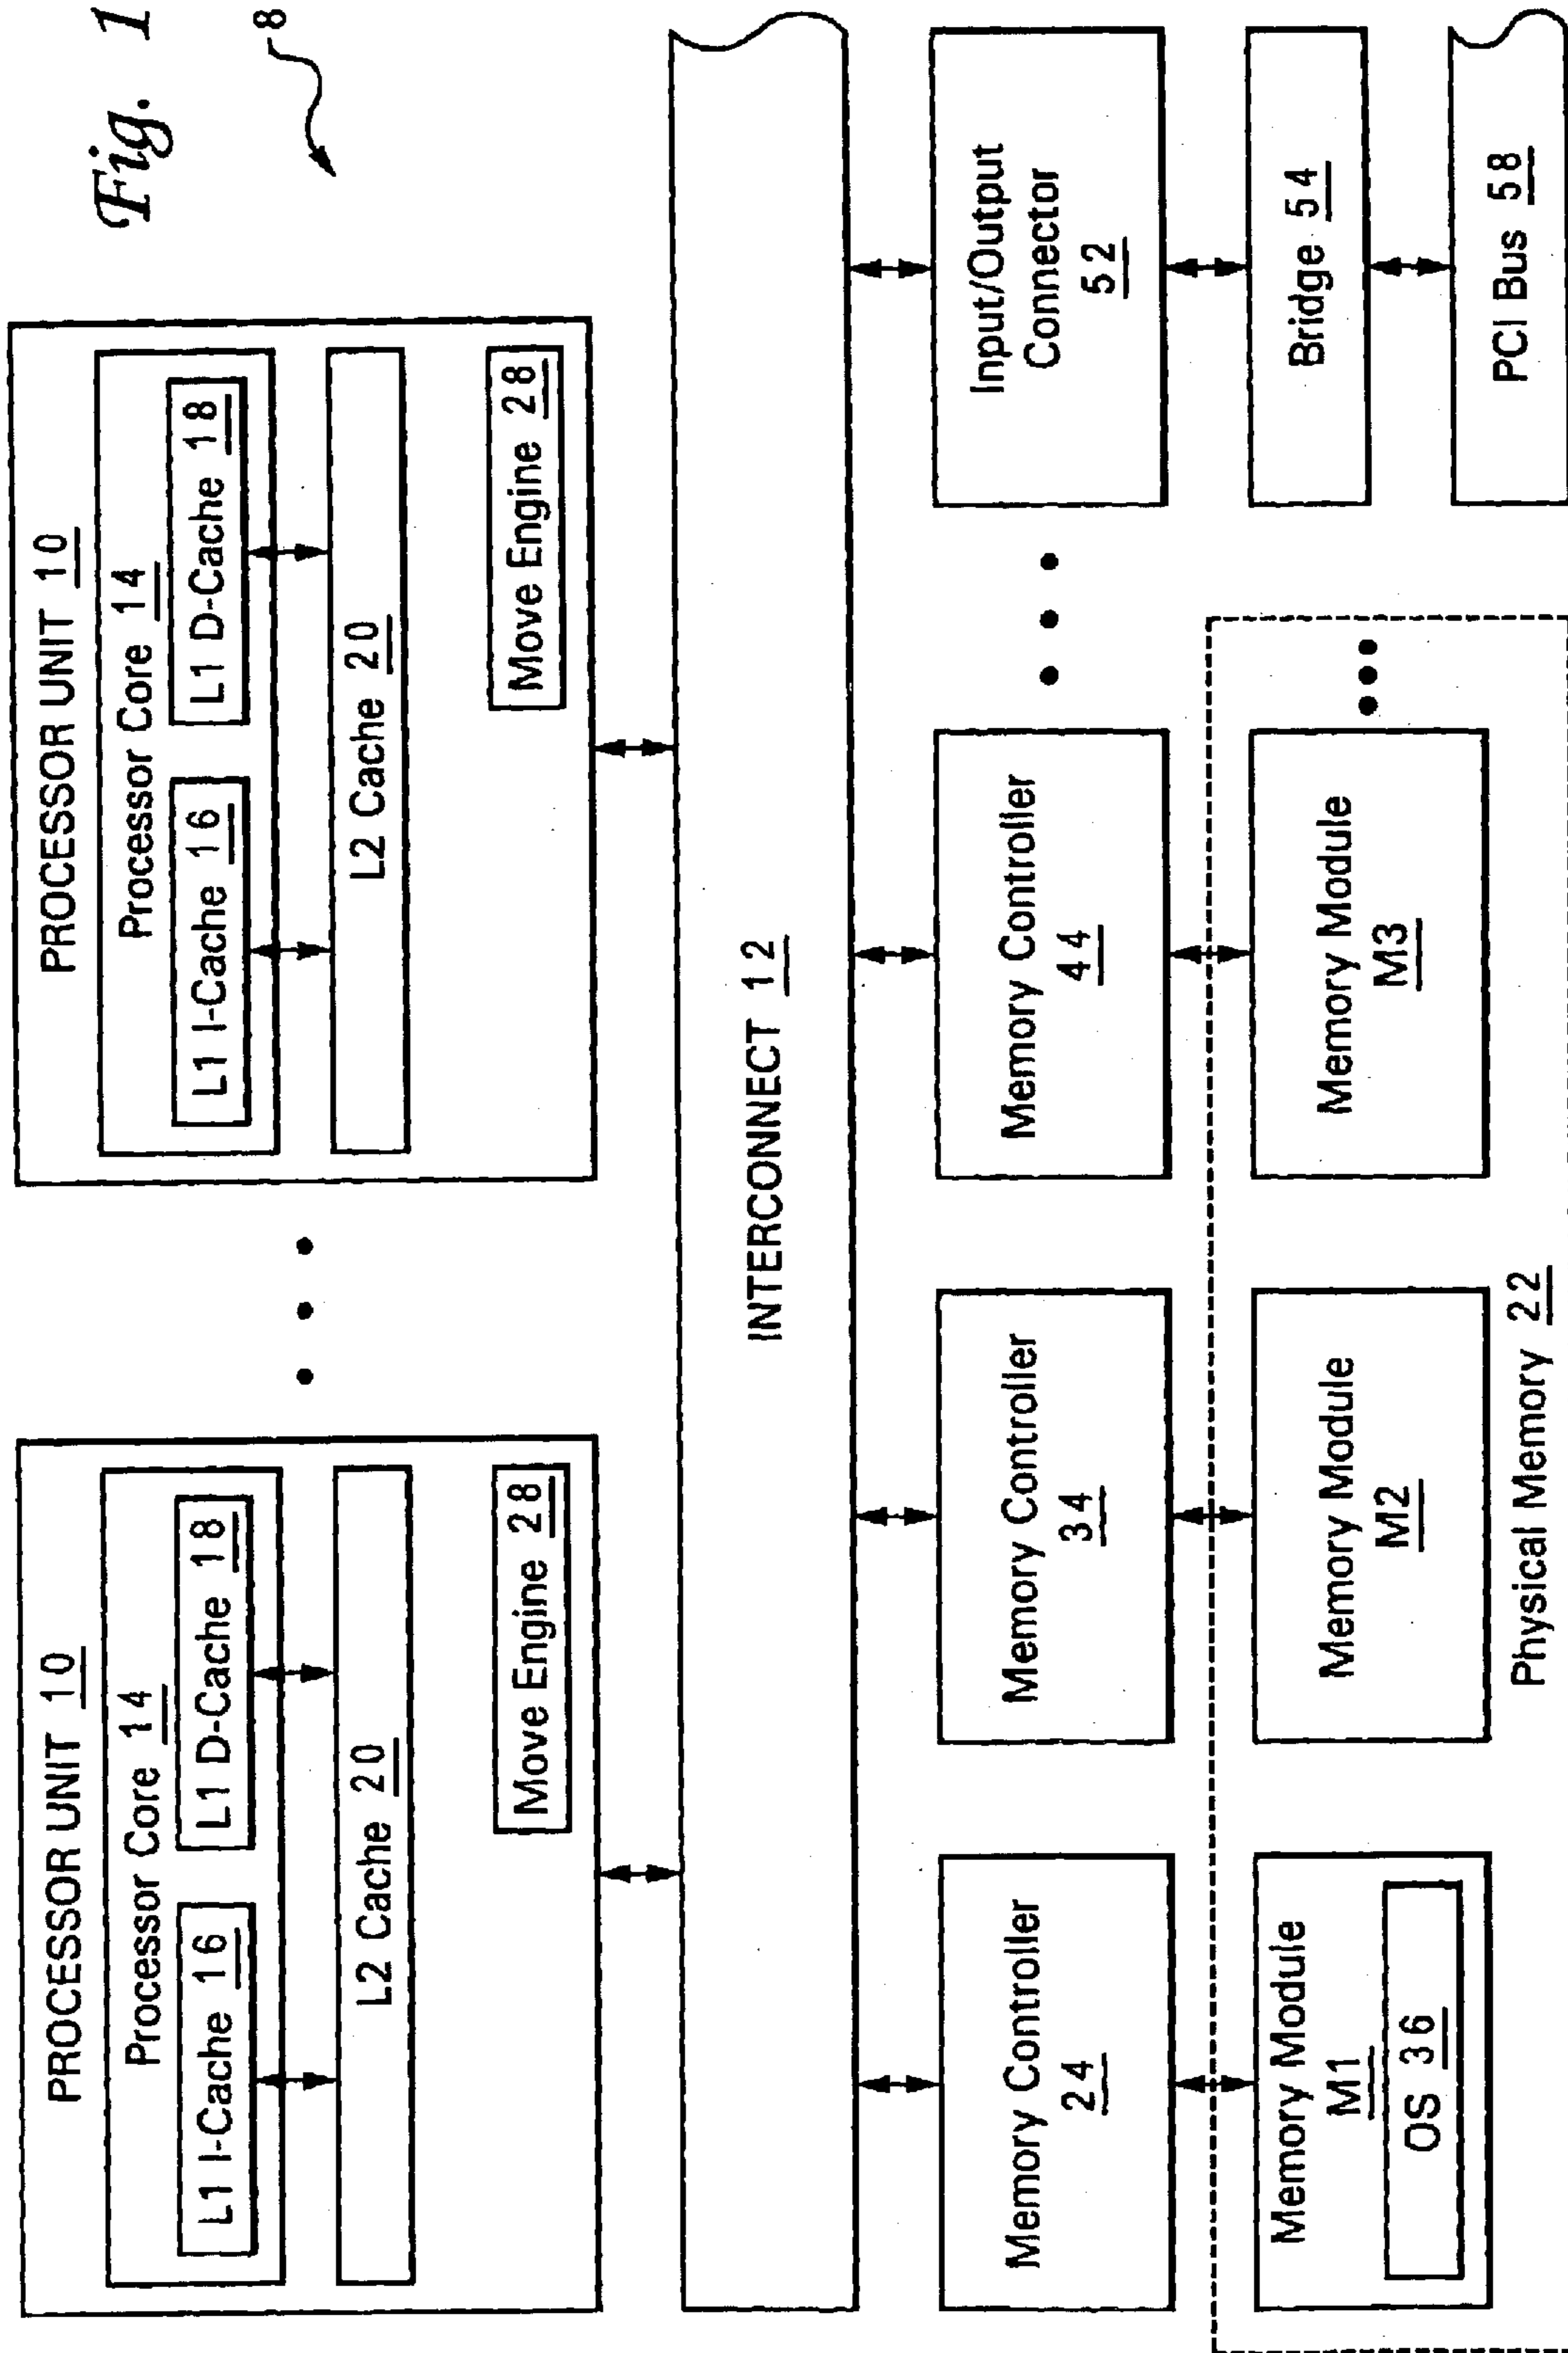 Fig. 1
8
PROCESSOR UNIT 10
Processor Core 14
L1 I-Cache 16
L1 D-Cache 18
L2 Cache 20
Move Engine 28
PROCESSOR UNIT 10
Processor Core 14
L1 I-Cache 16
L1 D-Cache 18
L2 Cache 20
Move Engine 28
INTERCONNECT 12
Memory Controller
24
Memory Controller
34
Memory Controller
44
Input/Output
Connector
52
Memory Module
M1
OS 36
Memory Module
M2
Memory Module
M3
Bridge 54
Physical Memory 22
PCI Bus 58